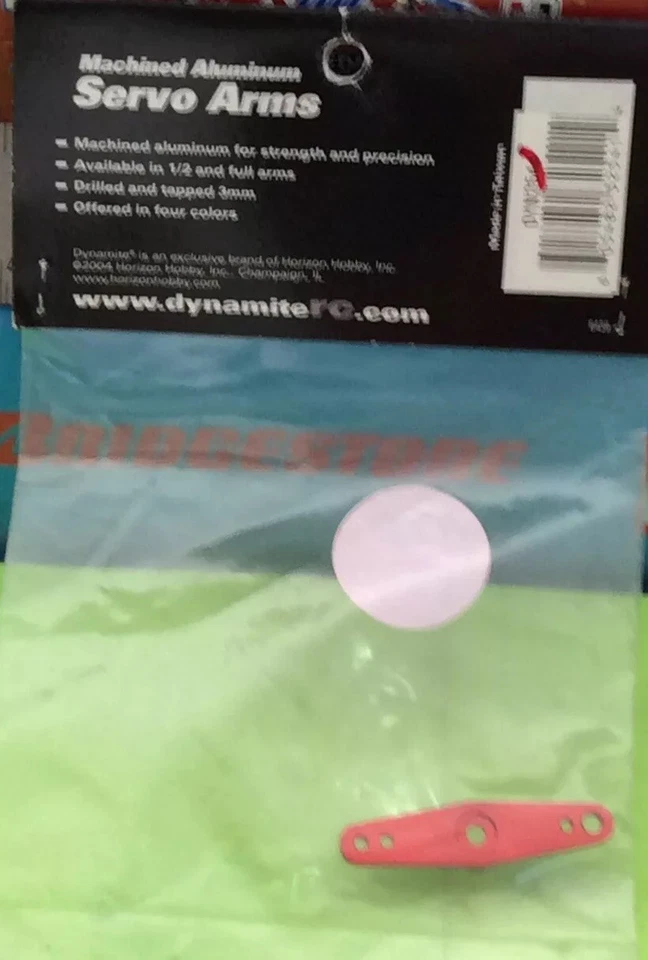 Machined Aluminum
Servo Arms
Machined aluminum for strength and precision
Available in 1/2 and full arms
Drilled and tapped 3mm
Offered in four colors
Dynamite® is an exclusive brand of Horizon Hobby, Inc.
©2004 Horizon Hobby, Inc., Champaign, IL
www.horizonhobby.com
www.dynamiterc.com
Made in Taiwan
BRIDGESTONE